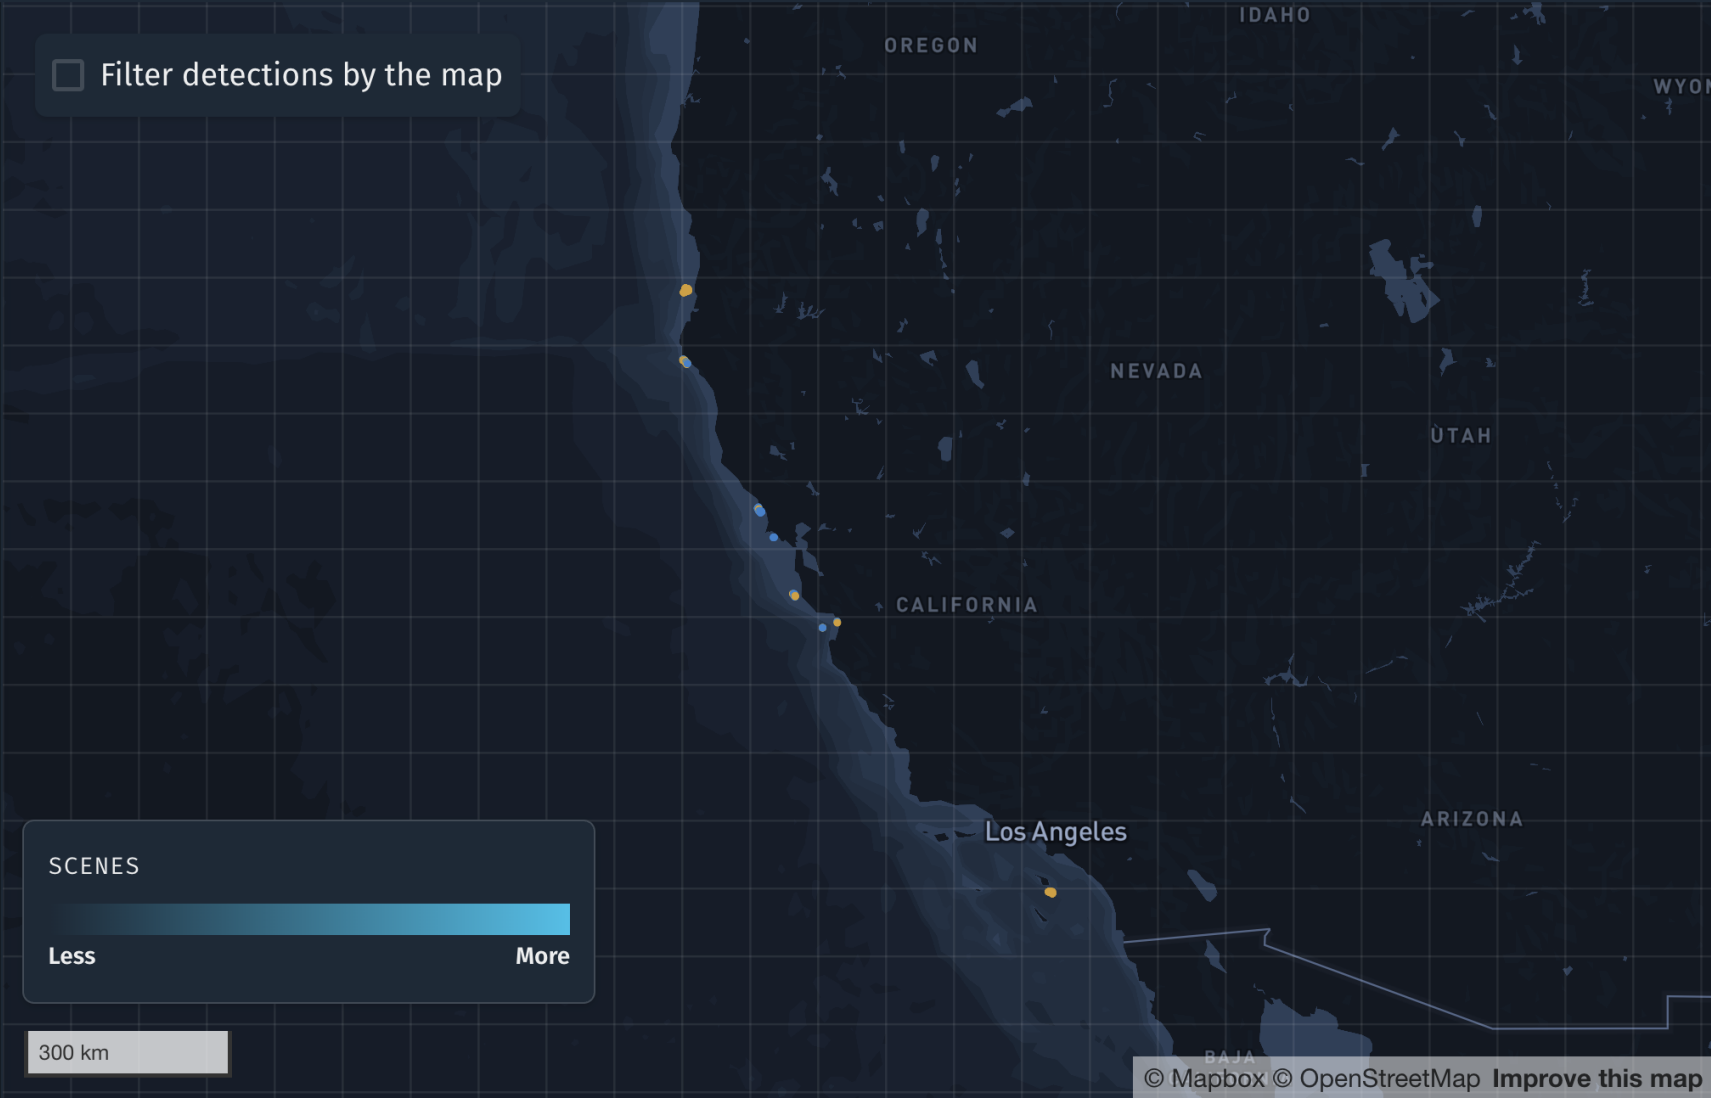 IDAHO
OREGON
Filter detections by the map
NEVADA
UTAH
CALIFORNIA
ARIZONA
Los Angeles
SCENES
Less More
300 km
BAJA
© Mapbox © OpenStreetMap Improve this map